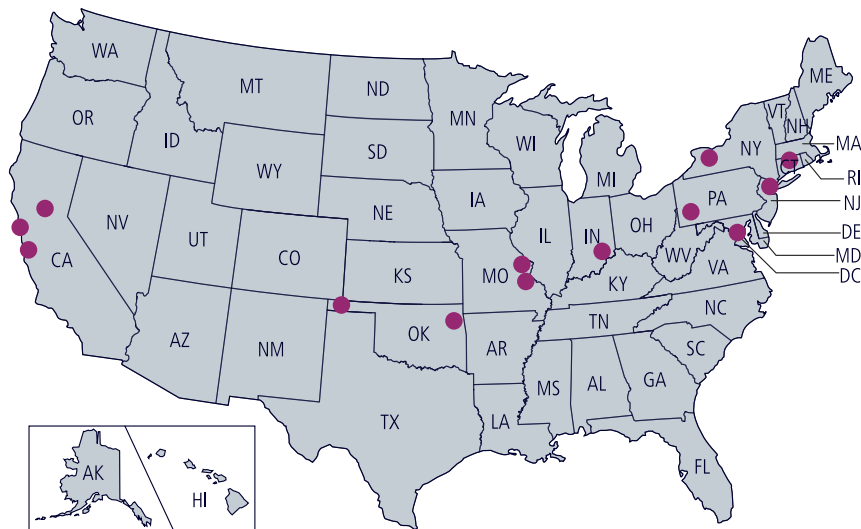 WA
MT
ND
MN
ME
VT
NH
OR
ID
WY
SD
WI
MI
NY
MA
CT
RI
NV
UT
CO
NE
IA
IL
IN
OH
PA
NJ
CA
KS
MO
KY
WV
VA
DE
MD
DC
AZ
NM
OK
AR
TN
NC
SC
TX
LA
MS
AL
GA
FL
AK
HI